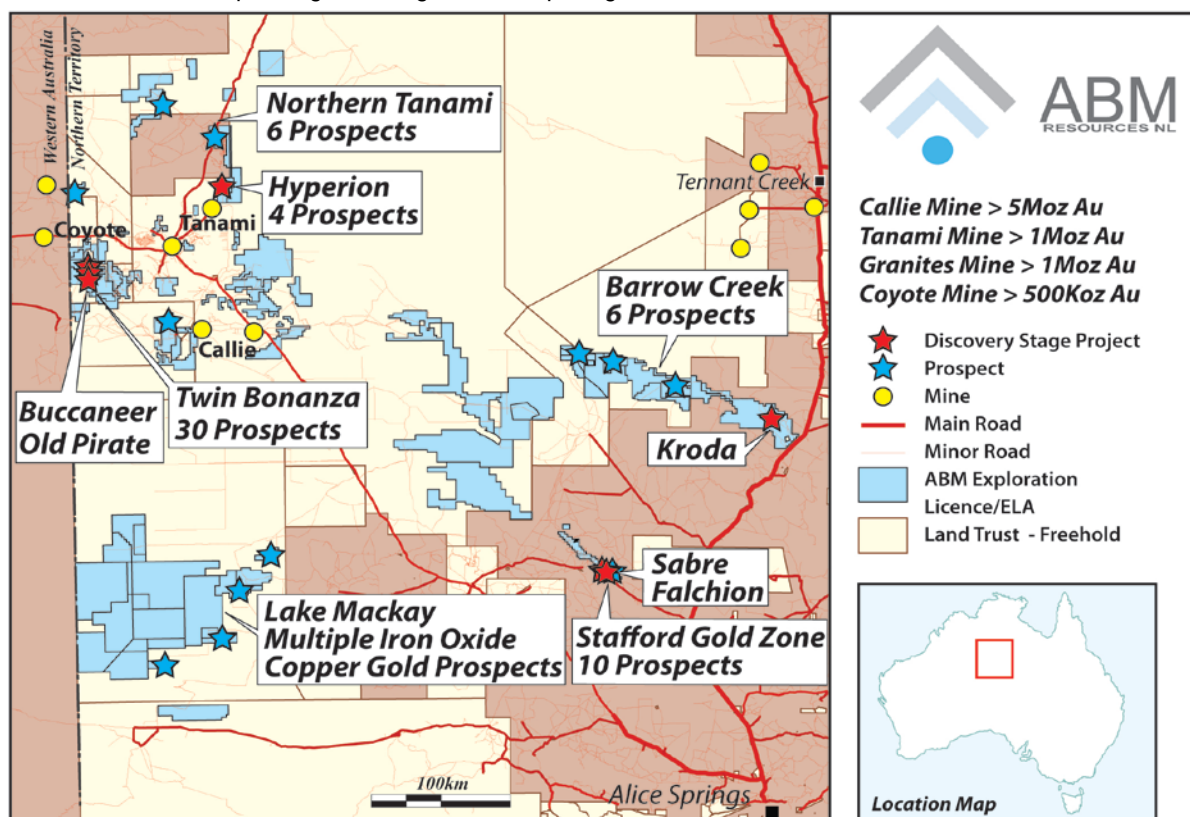 Western Australia
Northern Territory
Northern Tanami
6 Prospects
Hyperion
4 Prospects
Tanami
Coyote
Callie
Buccaneer
Old Pirate
Twin Bonanza
30 Prospects
Tennant Creek
Barrow Creek
6 Prospects
Kroda
Lake Mackay
Multiple Iron Oxide
Copper Gold Prospects
Sabre
Falchion
Stafford Gold Zone
10 Prospects
100km
Alice Springs
ABM
RESOURCES NL
Callie Mine > 5Moz Au
Tanami Mine > 1Moz Au
Granites Mine > 1Moz Au
Coyote Mine > 500Koz Au
Discovery Stage Project
Prospect
Mine
Main Road
Minor Road
ABM Exploration
Licence/ELA
Land Trust - Freehold
Location Map